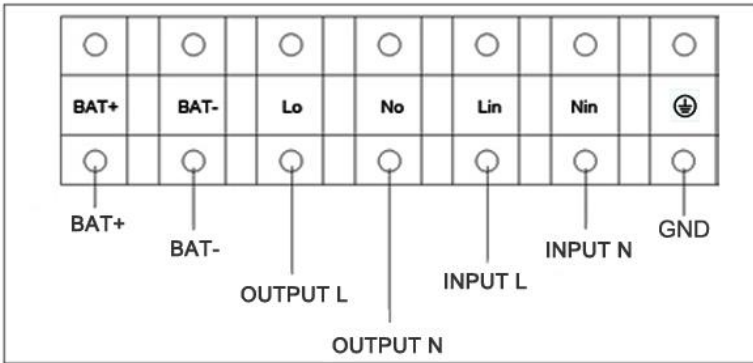 BAT+ BAT- Lo No Lin Nin
BAT+
BAT-
OUTPUT L
OUTPUT N
INPUT L
INPUT N
GND